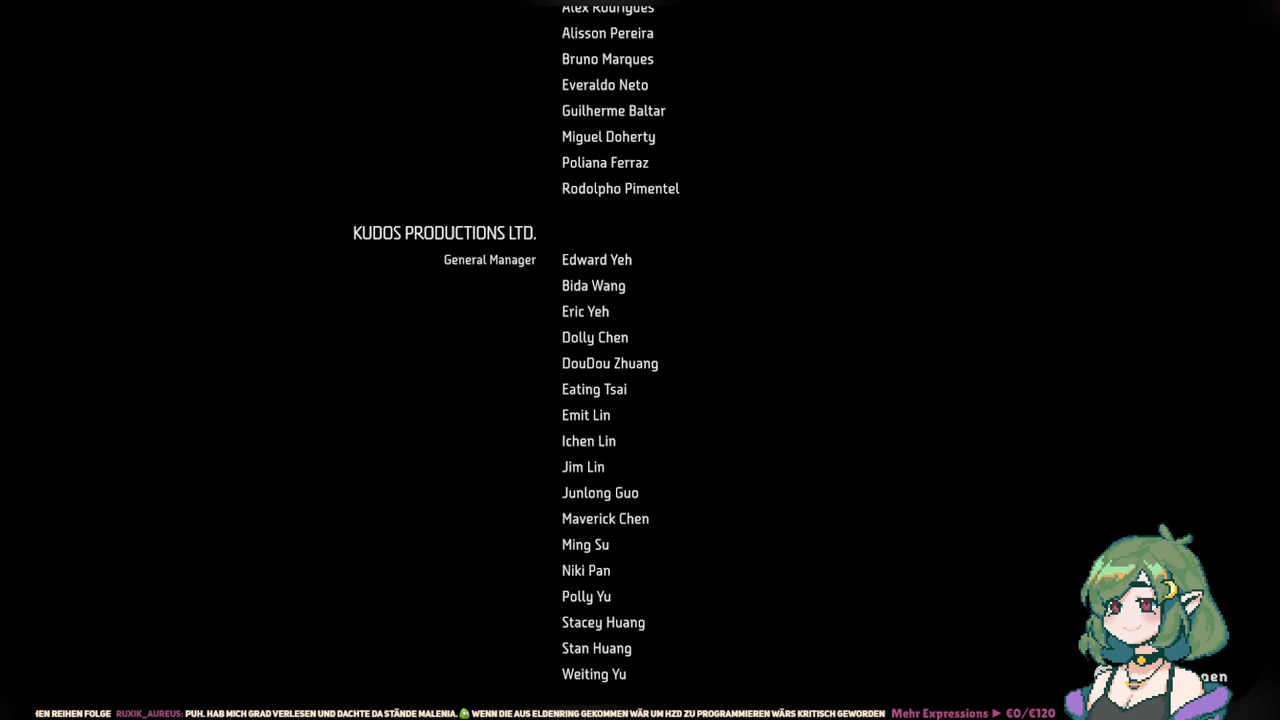 Alex Rodrigues
Alisson Pereira
Bruno Marques
Everaldo Neto
Guilherme Baltar
Miguel Doherty
Poliana Ferraz
Rodolpho Pimentel
KUDOS PRODUCTIONS LTD.
General Manager Edward Yeh
Bida Wang
Eric Yeh
Dolly Chen
DouDou Zhuang
Eating Tsai
Emit Lin
Ichen Lin
Jim Lin
Junlong Guo
Maverick Chen
Ming Su
Niki Pan
Polly Yu
Stacey Huang
Stan Huang
Weiting Yu
HEN REIHEN FOLGE RUXIK_AUREUS: PUH. HAB MICH GRAD VERLESEN UND DACHTE DA STÄNDE MALENIA. WENN DIE AUS ELDENRING GEKOMMEN WÄR UM HZD ZU PROGRAMMIEREN WÄRS KRITISCH GEWORDEN Mehr Expressions ► €0/€120